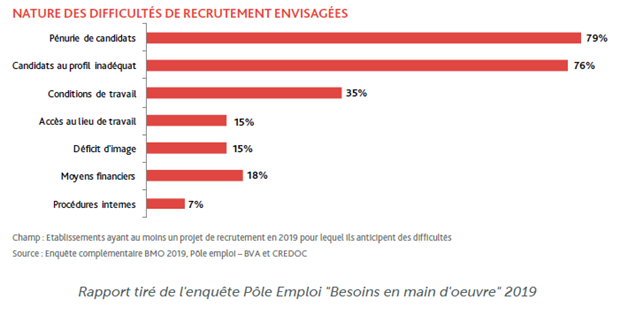 NATURE DES DIFFICULTÉS DE RECRUTEMENT ENVISAGÉES
Pénurie de candidats 79%
Candidats au profil inadéquat 76%
Conditions de travail 35%
Accès au lieu de travail 15%
Déficit d'image 15%
Moyens financiers 18%
Procédures internes 7%
Champ : Etablissements ayant au moins un projet de recrutement en 2019 pour lequel ils anticipent des difficultés
Source : Enquête complémentaire BMO 2019, Pôle emploi – BVA et CREDOC
Rapport tiré de l'enquête Pôle Emploi "Besoins en main d'oeuvre" 2019